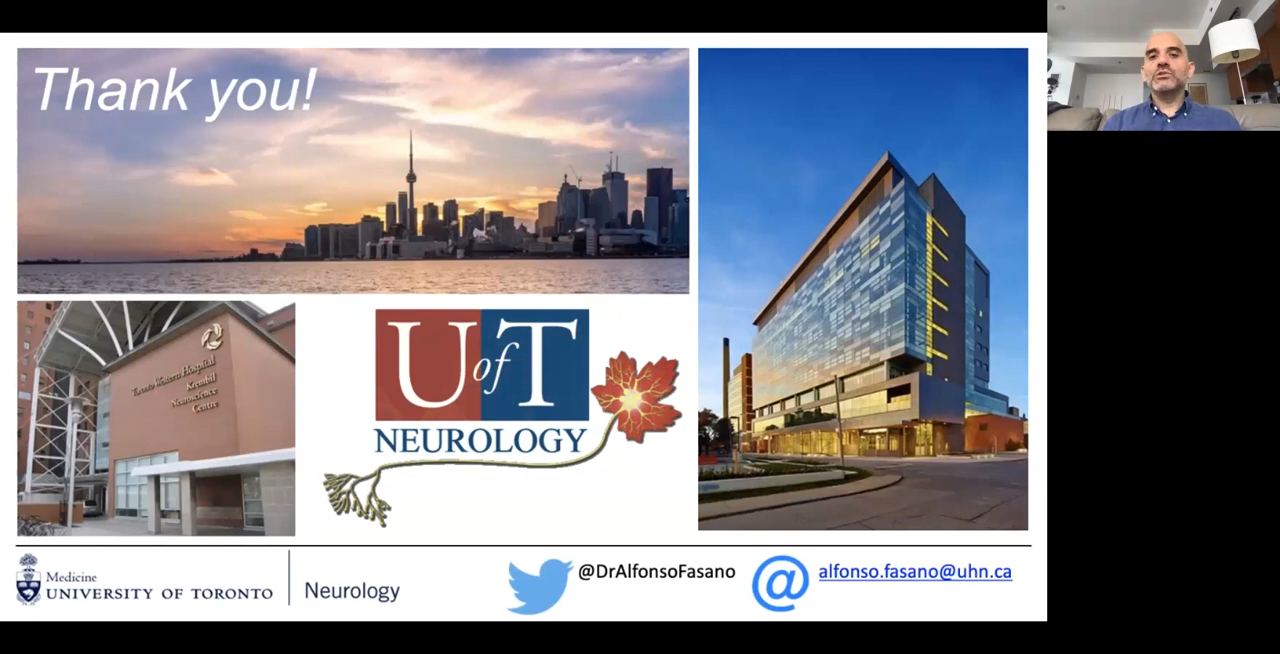 Thank you!
Toronto Western Hospital
Krembil
Neuroscience
Centre
U of T
NEUROLOGY
Medicine
UNIVERSITY OF TORONTO
Neurology
@DrAlfonsoFasano
@
alfonso.fasano@uhn.ca